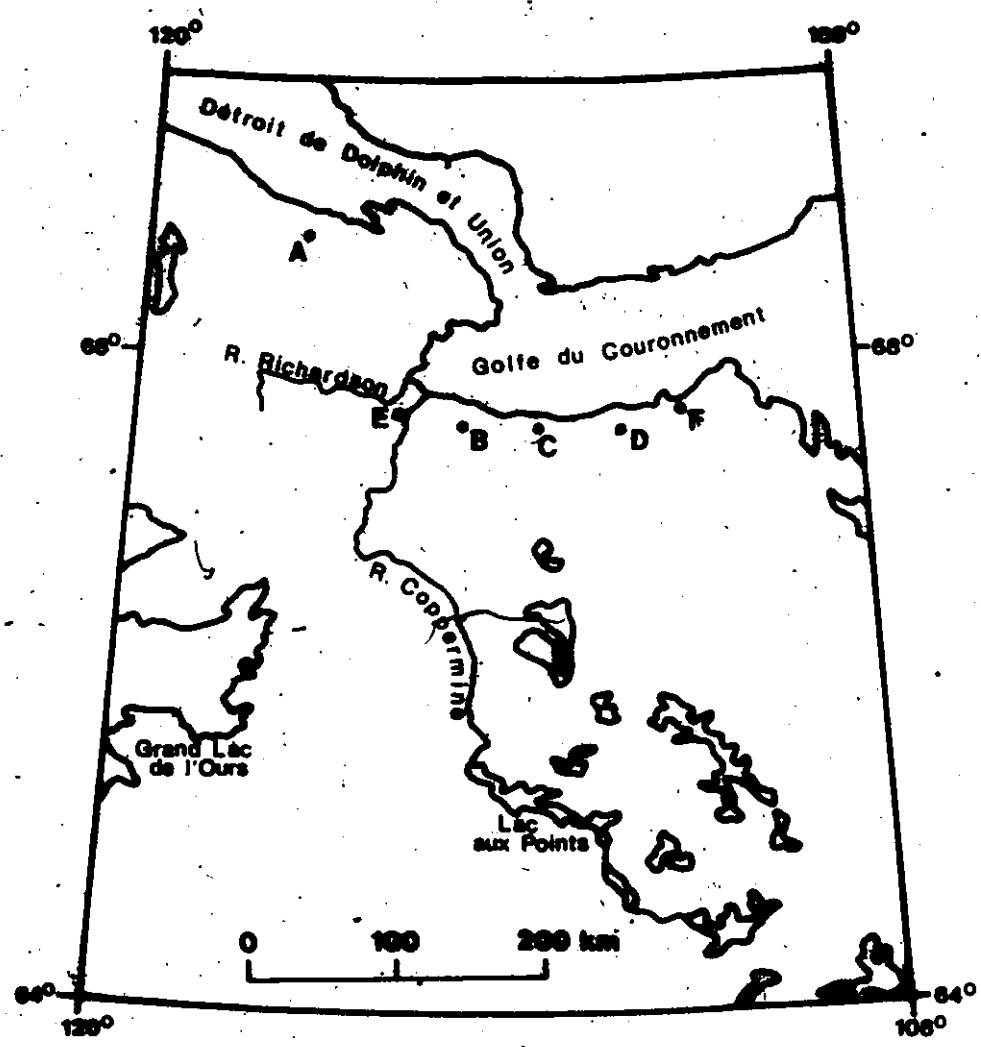 120°
108°
Détroit de Dolphin et Union
A
68°
68°
Golfe du Couronnement
R. Richardson
E
B
C
D
F
R. Coppermine
Grand Lac
de l'Ours
Lac
aux Points
0 100 200 km
64°
64°
120°
108°